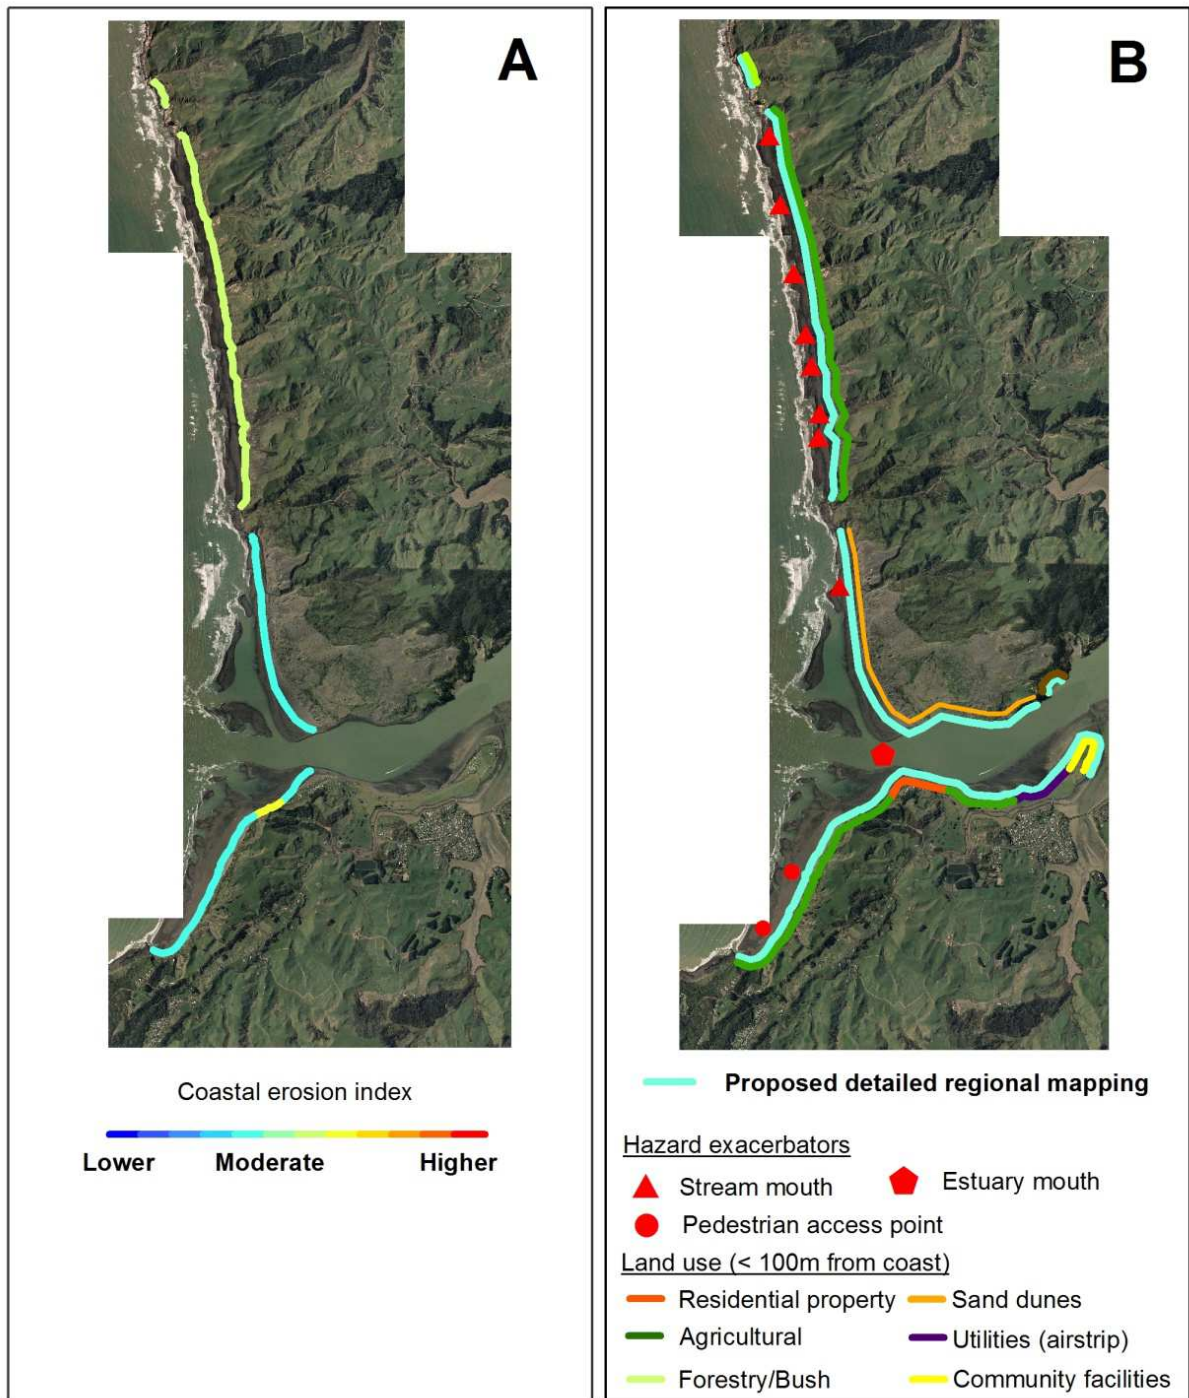 A
B
Coastal erosion index
Lower Moderate Higher
Proposed detailed regional mapping
Hazard exacerbators
Stream mouth
Estuary mouth
Pedestrian access point
Land use (< 100m from coast)
Residential property
Sand dunes
Agricultural
Utilities (airstrip)
Forestry/Bush
Community facilities